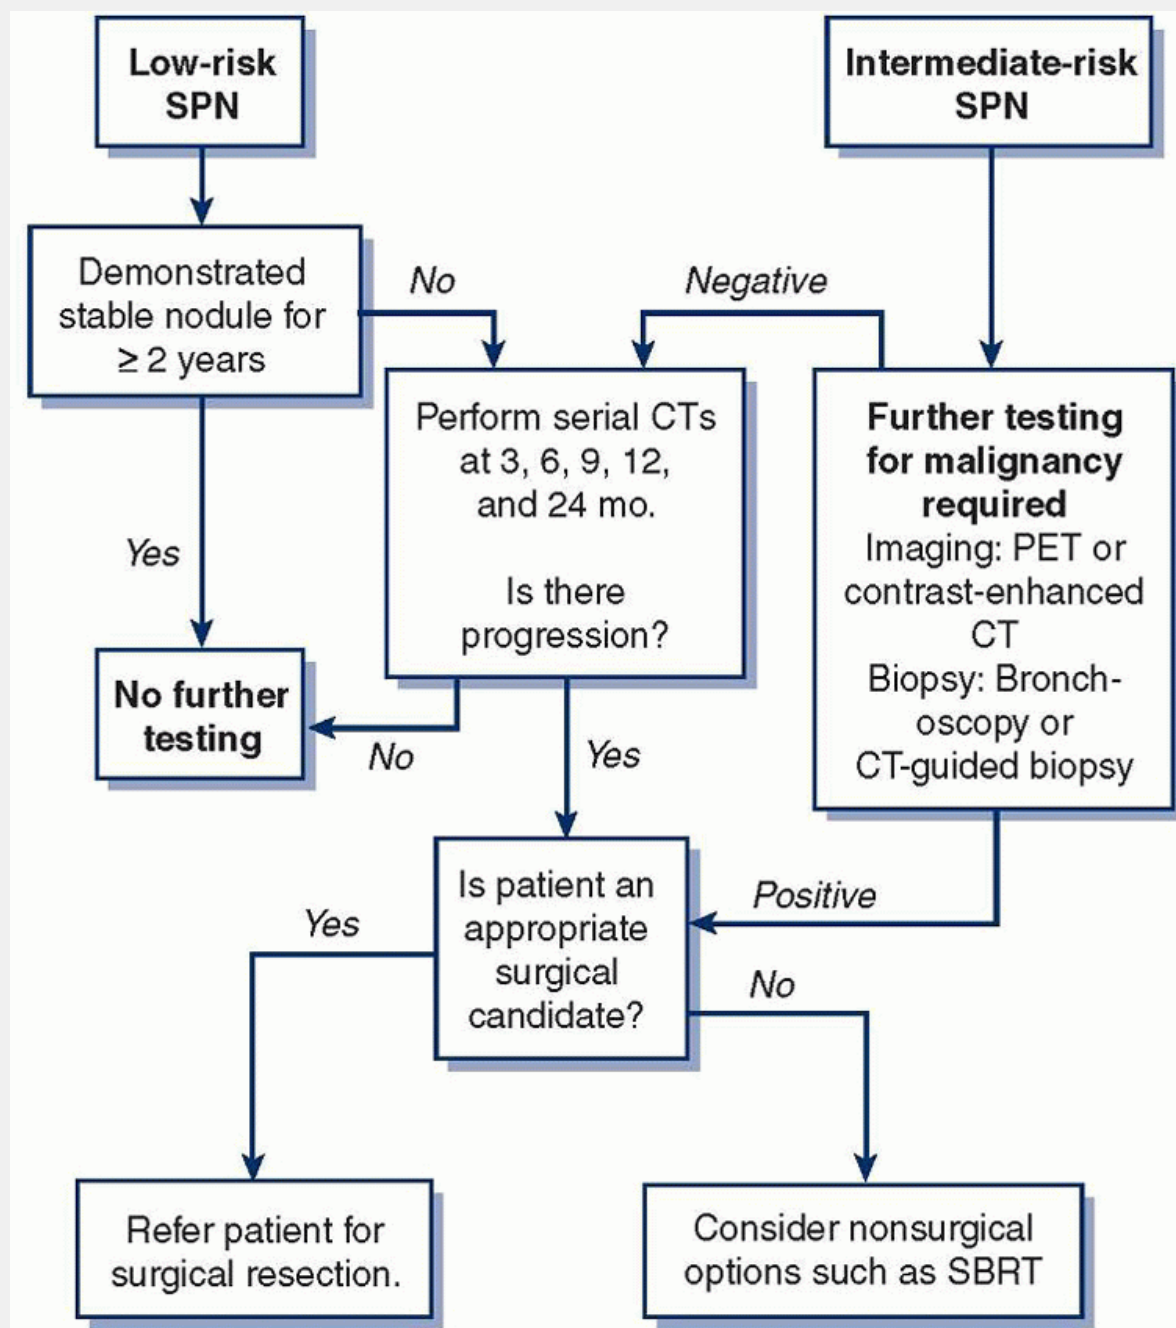 Low-risk
SPN
Intermediate-risk
SPN
Demonstrated
stable nodule for
≥ 2 years
No
Negative
Perform serial CTs
at 3, 6, 9, 12,
and 24 mo.
Is there
progression?
Further testing
for malignancy
required
Imaging: PET or
contrast-enhanced
CT
Biopsy: Bronch-
oscopy or
CT-guided biopsy
Yes
No further
testing
No
Yes
Is patient an
appropriate
surgical
candidate?
Positive
Yes
No
Refer patient for
surgical resection.
Consider nonsurgical
options such as SBRT